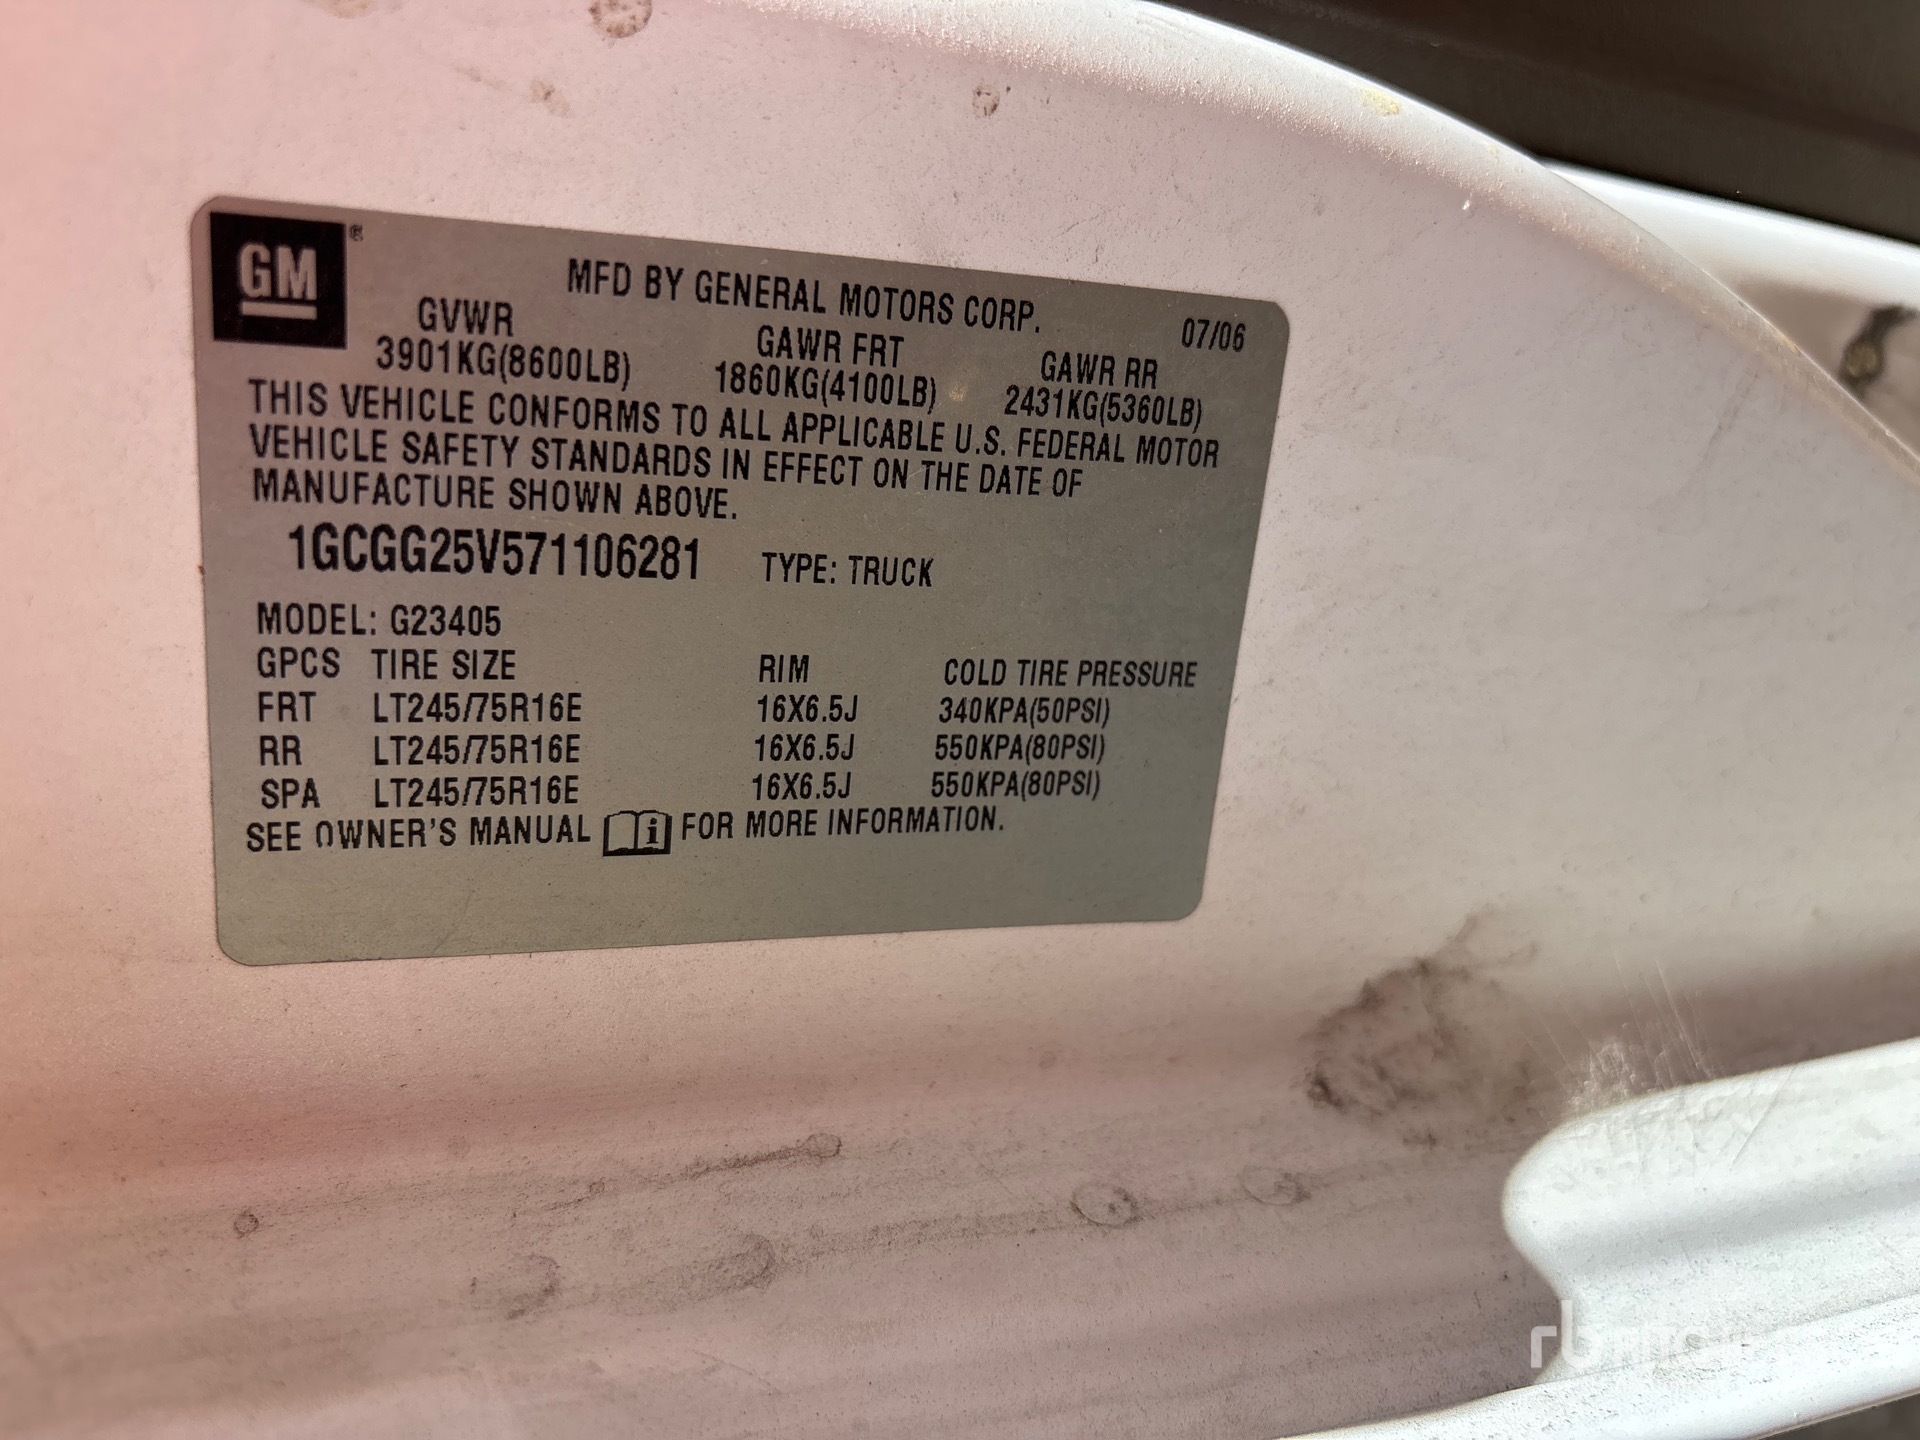 GM®
MFD BY GENERAL MOTORS CORP.
07/06
GVWR GAWR FRT GAWR RR
3901KG(8600LB) 1860KG(4100LB) 2431KG(5360LB)
THIS VEHICLE CONFORMS TO ALL APPLICABLE U.S. FEDERAL MOTOR
VEHICLE SAFETY STANDARDS IN EFFECT ON THE DATE OF
MANUFACTURE SHOWN ABOVE.
1GCGG25V571106281 TYPE: TRUCK
MODEL: G23405
GPCS TIRE SIZE RIM COLD TIRE PRESSURE
FRT LT245/75R16E 16X6.5J 340KPA(50PSI)
RR LT245/75R16E 16X6.5J 550KPA(80PSI)
SPA LT245/75R16E 16X6.5J 550KPA(80PSI)
SEE OWNER'S MANUAL i FOR MORE INFORMATION.